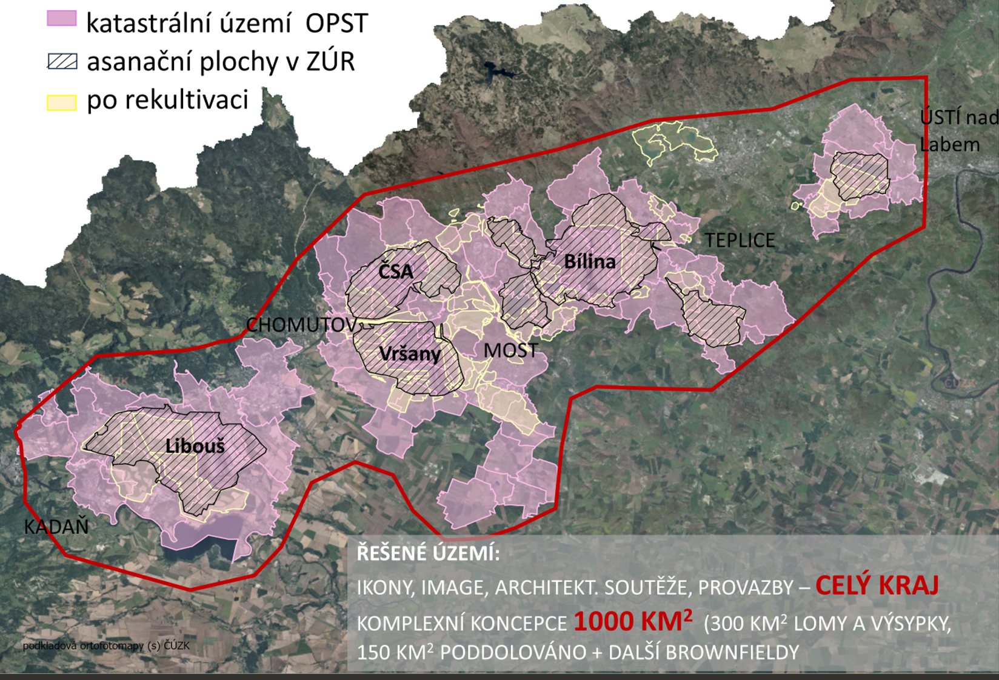 katastrální území OPST
asanační plochy v ZÚR
po rekultivaci
ÚSTÍ nad
Labem
TEPLICE
Bílina
ČSA
CHOMUTOV
Vršany
MOST
ČÚZK
ČÚZK
Libouš
KADAŇ
ŘEŠENÉ ÚZEMÍ:
IKONY, IMAGE, ARCHITEKT. SOUTĚŽE, PROVAZBY – CELÝ KRAJ
KOMPLEXNÍ KONCEPCE 1000 KM² (300 KM² LOMY A VÝSYPKY,
150 KM² PODDOLOVÁNO + DALŠÍ BROWNFIELDY
podkladová ortofotomapy (s) ČÚZK